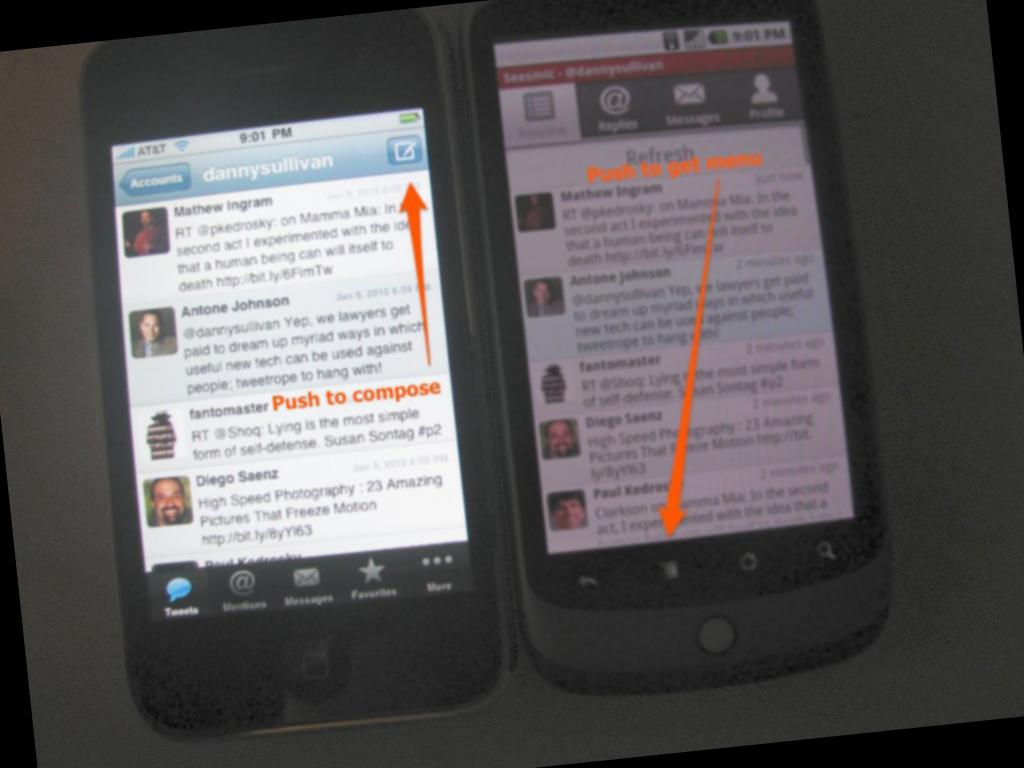 AT&T 9:01 PM
Accounts dannysullivan
Mathew Ingram
RT @pkedrosky: on Mamma Mia: In
second act I experimented with the idea
that a human being can will itself to
death http://bit.ly/6FimTw
Antone Johnson Jan 9, 2010 8:59
@dannysullivan Yep, we lawyers get
paid to dream up myriad ways in which
useful new tech can be used against
people; tweetrope to hang with!
Push to compose
fantomaster
RT @Shoq: Lying is the most simple
form of self-defense. Susan Sontag #p2
Diego Saenz Jan 9, 2010 8:58 PM
High Speed Photography : 23 Amazing
Pictures That Freeze Motion
http://bit.ly/8yYl63
Paul Kedrosky
Tweets Mentions Messages Favorites More
9:01 PM
Seesmic - @dannysullivan
Timeline Replies Messages Profile
Refresh
Push to get menu
Mathew Ingram just now
RT @pkedrosky: on Mamma Mia: In the
second act I experimented with the idea
that a human being can will itself to
death http://bit.ly/6FimTw
Antone Johnson 2 minutes ago
@dannysullivan Yep, we lawyers get paid
to dream up myriad ways in which useful
new tech can be used against people;
tweetrope to hang with!
fantomaster 2 minutes ago
RT @Shoq: Lying is the most simple form
of self-defense. Susan Sontag #p2
Diego Saenz 2 minutes ago
High Speed Photography : 23 Amazing
Pictures That Freeze Motion http://bit.
ly/8yYl63
Paul Kedrosky 2 minutes ago
Clarkson on Mamma Mia: In the second
act, I experimented with the idea that a